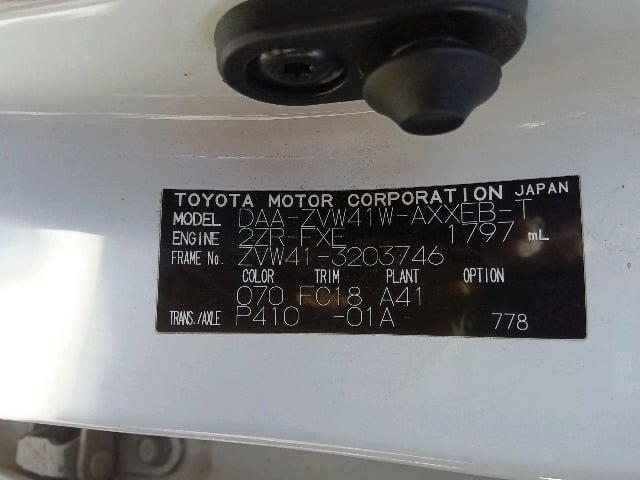 TOYOTA MOTOR CORPORATION JAPAN
MODEL DAA-ZVW41W-AXXEB-T
ENGINE 2ZR-FXE 1797 mL
FRAME No. ZVW41-3203746
COLOR TRIM PLANT OPTION
070 FC18 A41
TRANS./AXLE P410 -01A 778